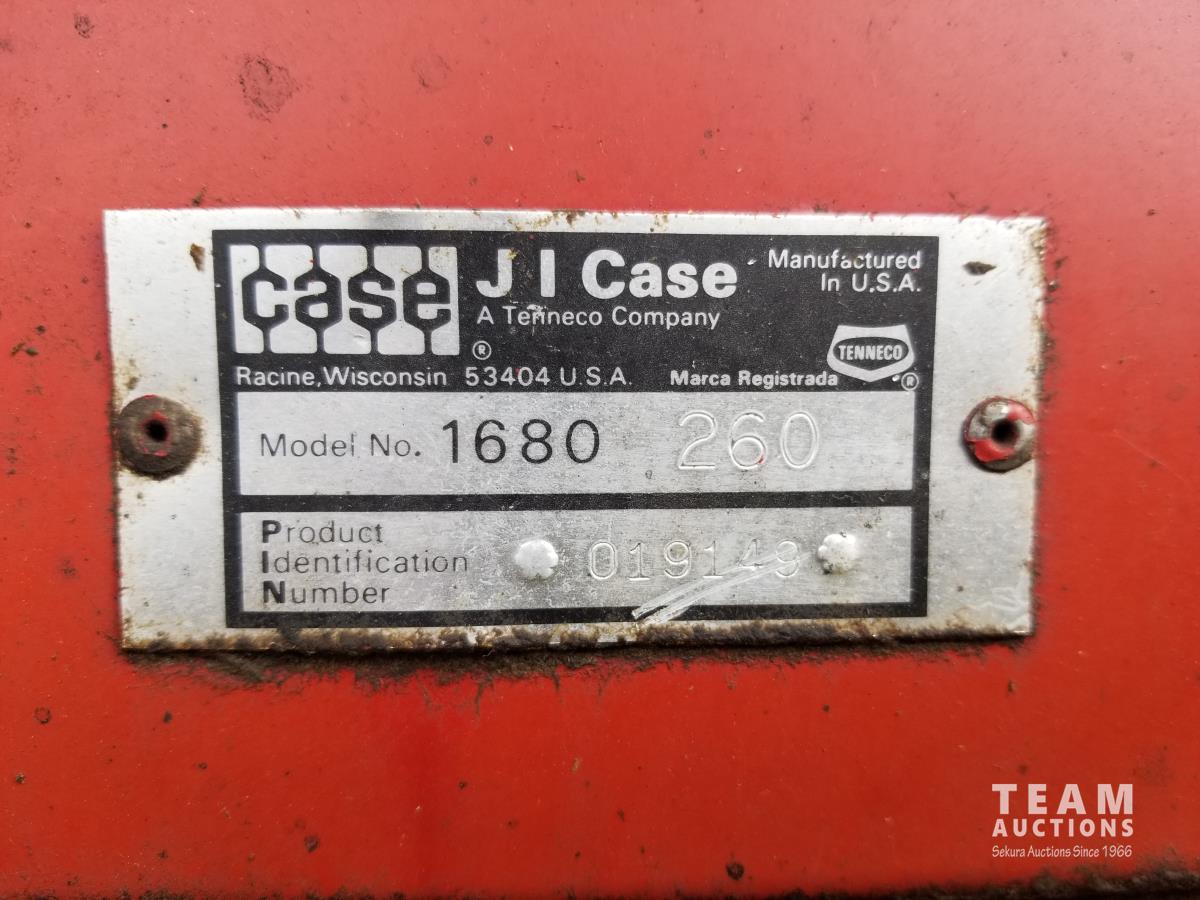 case
®
J I Case
A Tenneco Company
Manufactured
In U.S.A.
TENNECO
®
Racine, Wisconsin 53404 U.S.A.
Marca Registrada
Model No. 1680 260
Product
Identification
Number
019149
TEAM
AUCTIONS
Sekura Auctions Since 1966